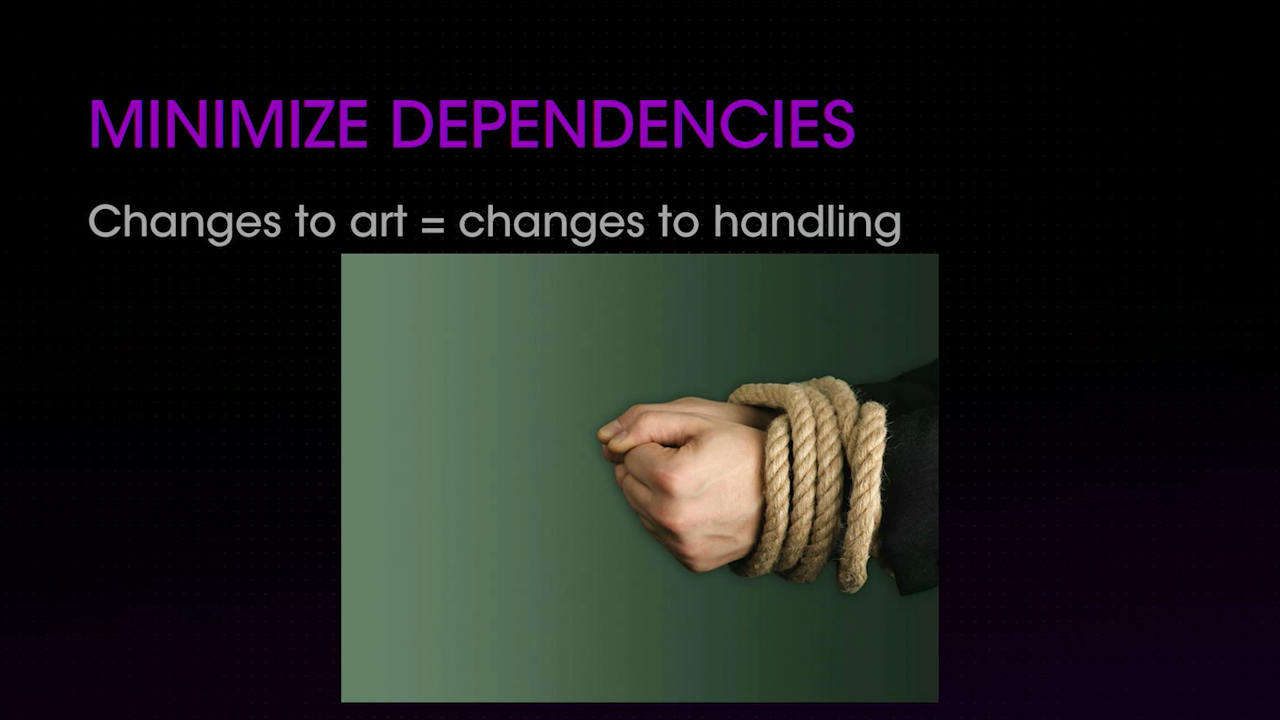 MINIMIZE DEPENDENCIES
Changes to art = changes to handling